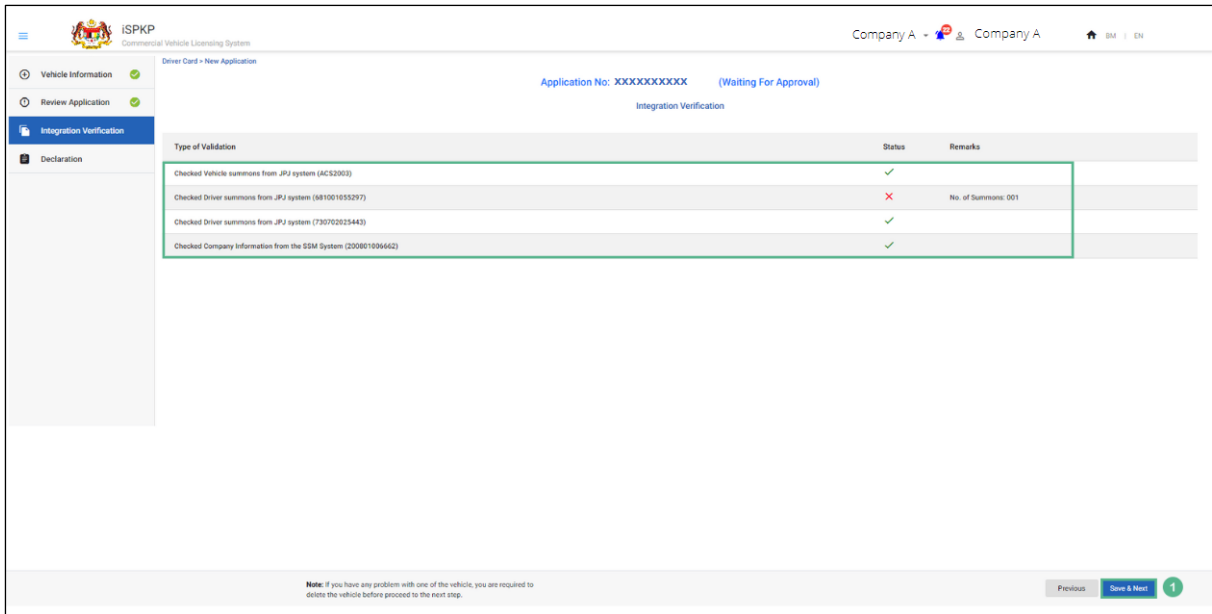 iSPKP
Commercial Vehicle Licensing System
Company A
Company A
BM | EN
Vehicle Information
Review Application
Integration Verification
Declaration
Driver Card > New Application
Application No: XXXXXXXXXX (Waiting For Approval)
Integration Verification
Type of Validation Status Remarks
Checked Vehicle summons from JPJ system (ACS2003)
Checked Driver summons from JPJ system (681001055297) No. of Summons: 001
Checked Driver summons from JPJ system (730702025443)
Checked Company Information from the SSM System (200801006662)
Note: If you have any problem with one of the vehicle, you are required to
delete the vehicle before proceed to the next step.
Previous Save & Next 1